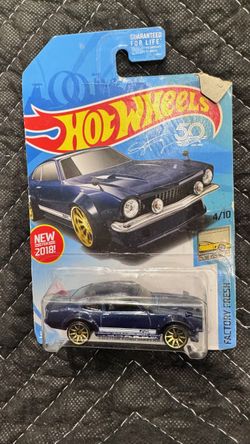 GUARANTEED
FOR LIFE
HOT WHEELS
50
4/10
NEW
2018!
FACTORY FRESH